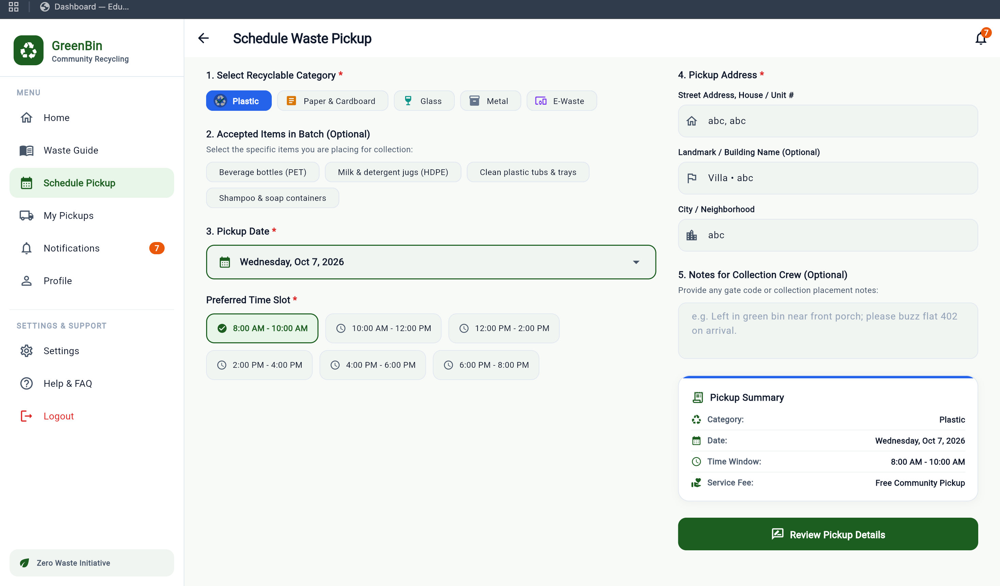 Dashboard — Edu...
GreenBin
Community Recycling
MENU
Home
Waste Guide
Schedule Pickup
My Pickups
Notifications 7
Profile
SETTINGS & SUPPORT
Settings
Help & FAQ
Logout
Zero Waste Initiative
Schedule Waste Pickup
7
1. Select Recyclable Category *
Plastic Paper & Cardboard Glass Metal E-Waste
2. Accepted Items in Batch (Optional)
Select the specific items you are placing for collection:
Beverage bottles (PET) Milk & detergent jugs (HDPE) Clean plastic tubs & trays
Shampoo & soap containers
3. Pickup Date *
Wednesday, Oct 7, 2026
Preferred Time Slot *
8:00 AM - 10:00 AM 10:00 AM - 12:00 PM 12:00 PM - 2:00 PM
2:00 PM - 4:00 PM 4:00 PM - 6:00 PM 6:00 PM - 8:00 PM
4. Pickup Address *
Street Address, House / Unit #
abc, abc
Landmark / Building Name (Optional)
Villa • abc
City / Neighborhood
abc
5. Notes for Collection Crew (Optional)
Provide any gate code or collection placement notes:
e.g. Left in green bin near front porch; please buzz flat 402
on arrival.
Pickup Summary
Category: Plastic
Date: Wednesday, Oct 7, 2026
Time Window: 8:00 AM - 10:00 AM
Service Fee: Free Community Pickup
Review Pickup Details